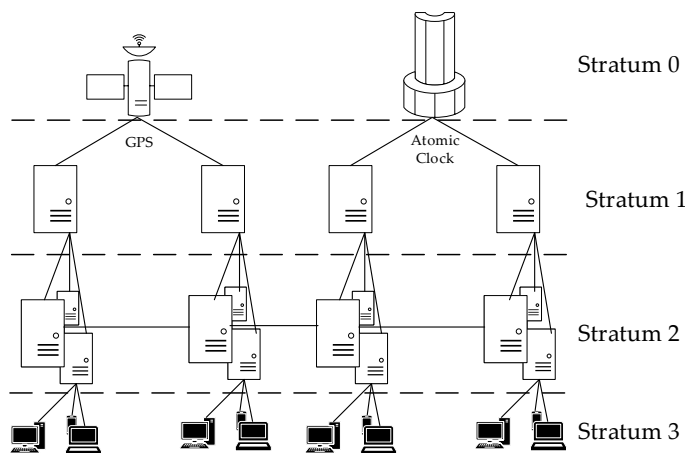 Stratum 0
GPS
Atomic
Clock
Stratum 1
Stratum 2
Stratum 3